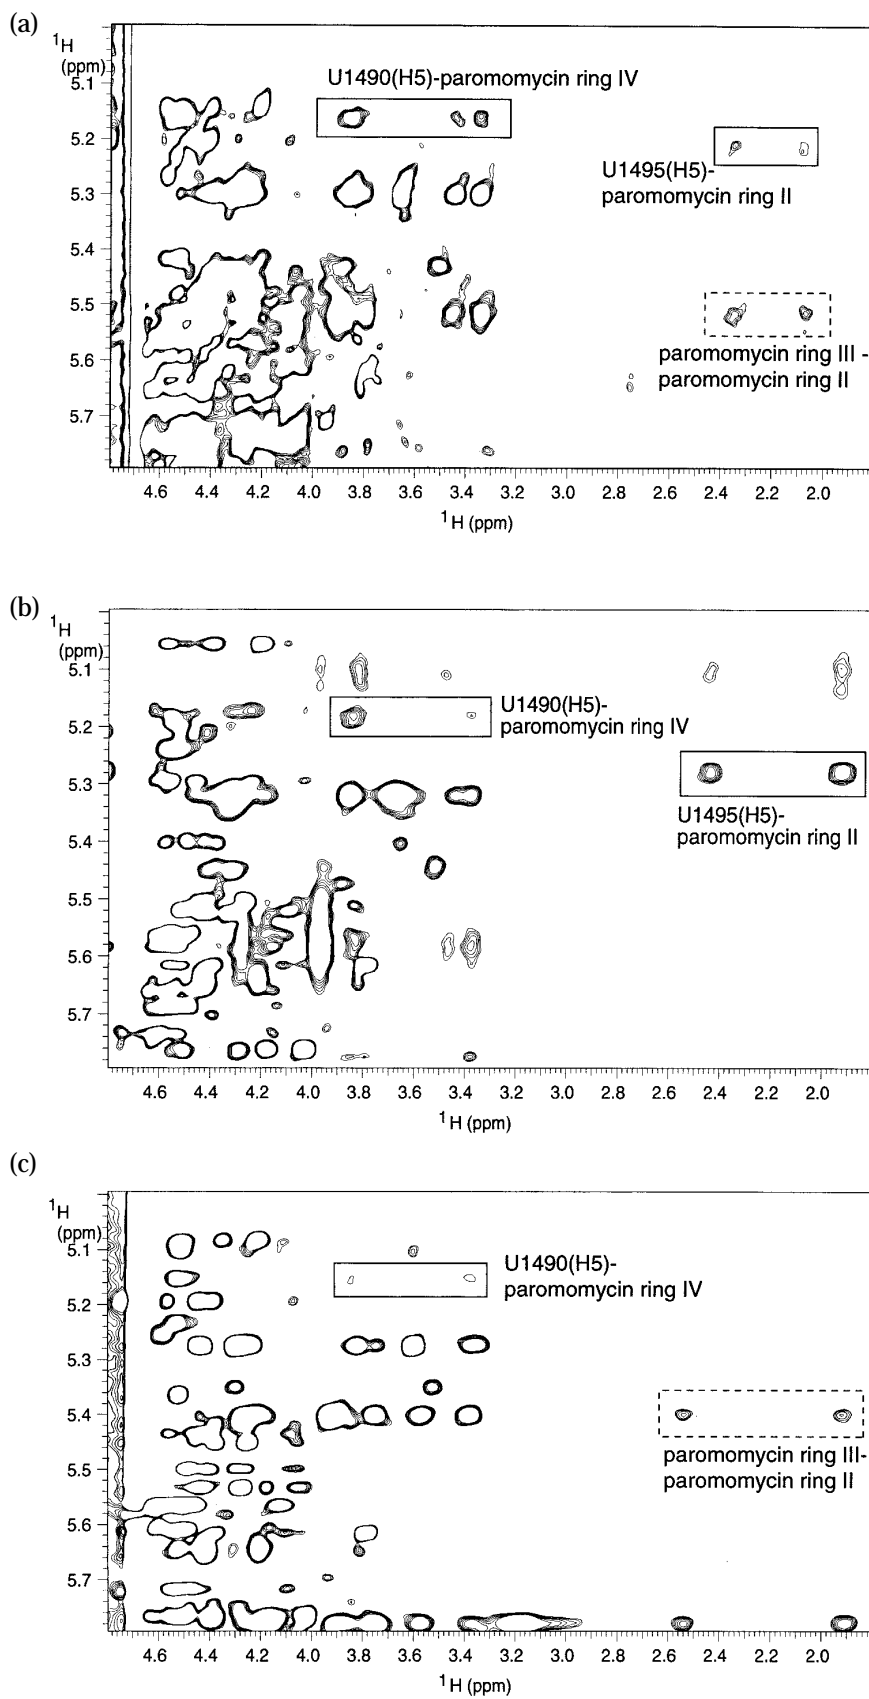 (a)
¹H
(ppm)
5.1
5.2
5.3
5.4
5.5
5.6
5.7
U1490(H5)-paromomycin ring IV
U1495(H5)-
paromomycin ring II
paromomycin ring III -
paromomycin ring II
4.6 4.4 4.2 4.0 3.8 3.6 3.4 3.2 3.0 2.8 2.6 2.4 2.2 2.0
¹H (ppm)
(b)
¹H
(ppm)
5.1
5.2
5.3
5.4
5.5
5.6
5.7
U1490(H5)-
paromomycin ring IV
U1495(H5)-
paromomycin ring II
4.6 4.4 4.2 4.0 3.8 3.6 3.4 3.2 3.0 2.8 2.6 2.4 2.2 2.0
¹H (ppm)
(c)
¹H
(ppm)
5.1
5.2
5.3
5.4
5.5
5.6
5.7
U1490(H5)-
paromomycin ring IV
paromomycin ring III-
paromomycin ring II
4.6 4.4 4.2 4.0 3.8 3.6 3.4 3.2 3.0 2.8 2.6 2.4 2.2 2.0
¹H (ppm)